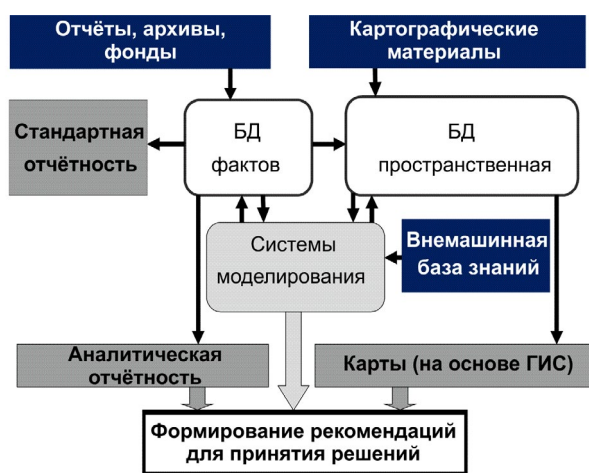 Отчёты, архивы,
фонды
Картографические
материалы
Стандартная
отчётность
БД
фактов
БД
пространственная
Системы
моделирования
Внемашинная
база знаний
Аналитическая
отчётность
Карты (на основе ГИС)
Формирование рекомендаций
для принятия решений